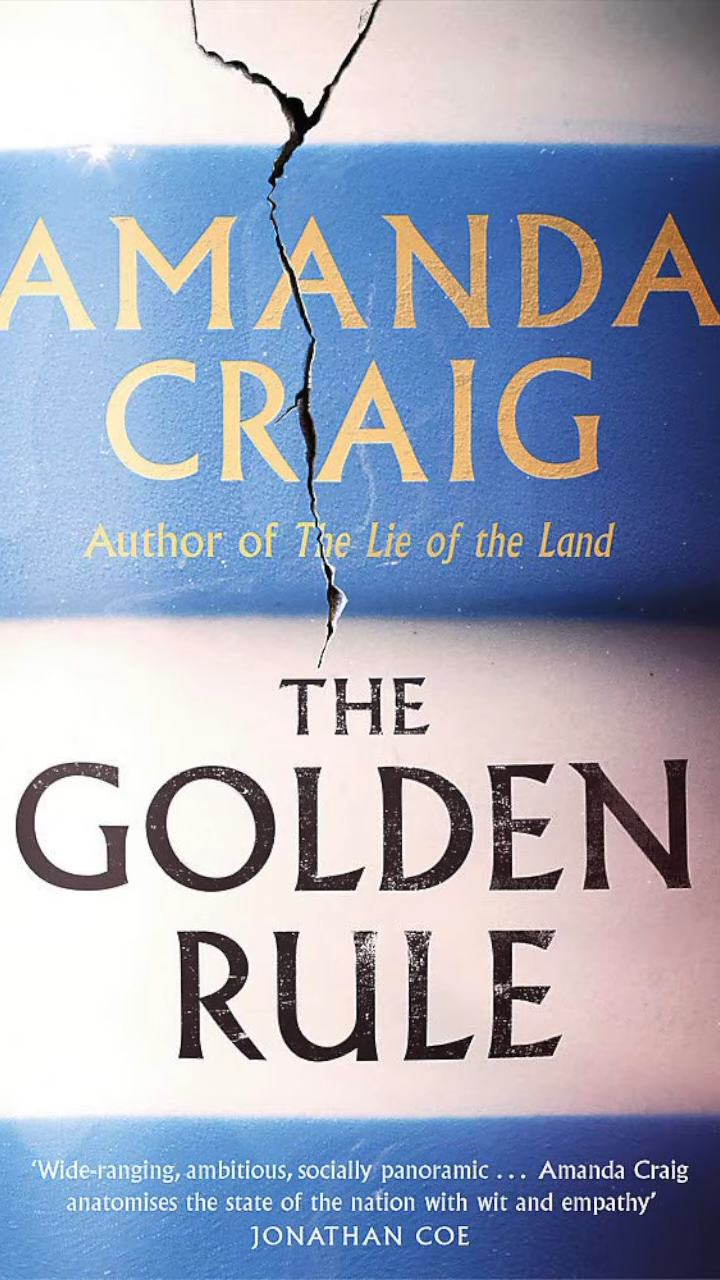 AMANDA
CRAIG
Author of The Lie of the Land
THE
GOLDEN
RULE
‘Wide-ranging, ambitious, socially panoramic ... Amanda Craig
anatomises the state of the nation with wit and empathy’
JONATHAN COE